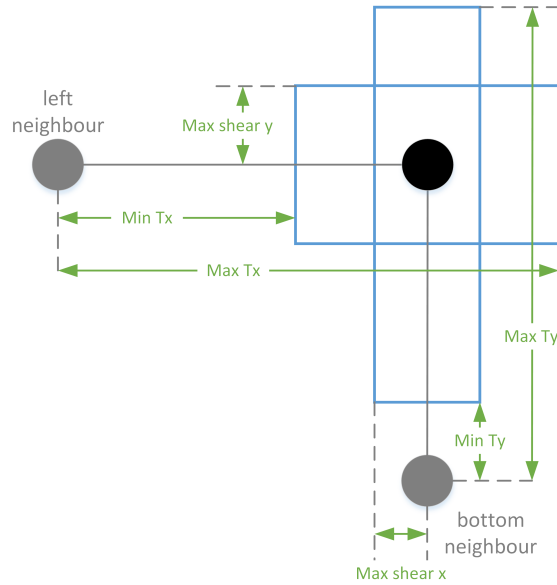 left
neighbour
Max shear y
Min Tx
Max Tx
Max Ty
Min Ty
bottom
neighbour
Max shear x